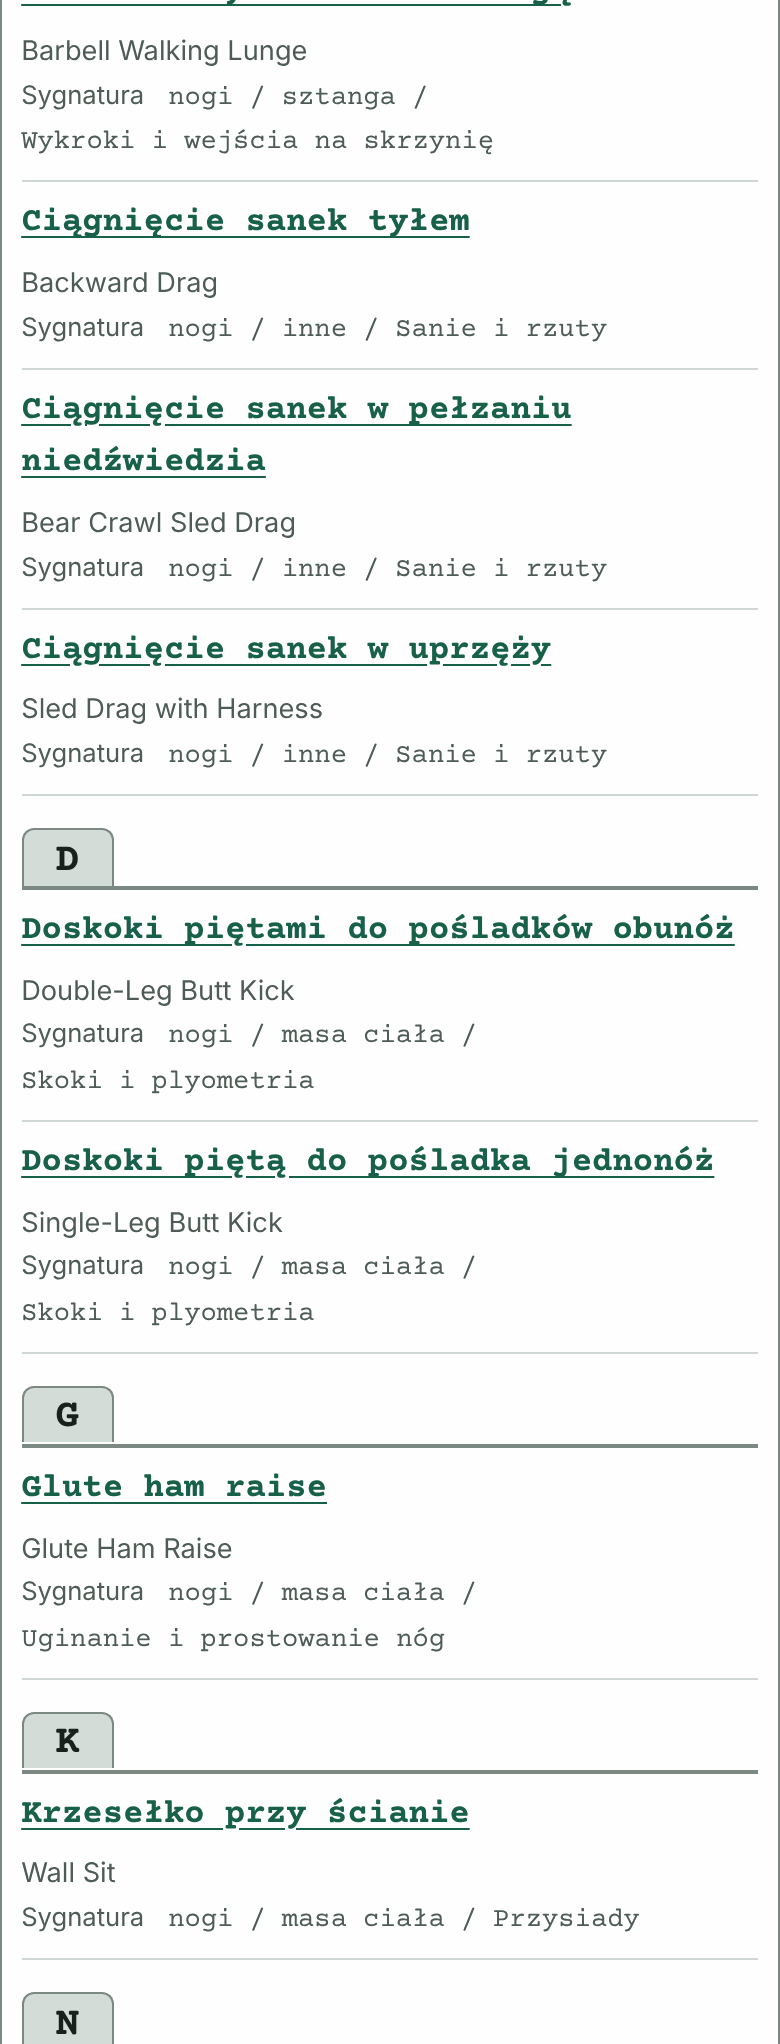 Barbell Walking Lunge
Sygnatura nogi / sztanga /
Wykroki i wejścia na skrzynię
Ciągnięcie sanek tyłem
Backward Drag
Sygnatura nogi / inne / Sanie i rzuty
Ciągnięcie sanek w pełzaniu
niedźwiedzia
Bear Crawl Sled Drag
Sygnatura nogi / inne / Sanie i rzuty
Ciągnięcie sanek w uprzęży
Sled Drag with Harness
Sygnatura nogi / inne / Sanie i rzuty
D
Doskoki piętami do pośladków obunóż
Double-Leg Butt Kick
Sygnatura nogi / masa ciała /
Skoki i plyometria
Doskoki piętą do pośladka jednonóż
Single-Leg Butt Kick
Sygnatura nogi / masa ciała /
Skoki i plyometria
G
Glute ham raise
Glute Ham Raise
Sygnatura nogi / masa ciała /
Uginanie i prostowanie nóg
K
Krzesełko przy ścianie
Wall Sit
Sygnatura nogi / masa ciała / Przysiady
N